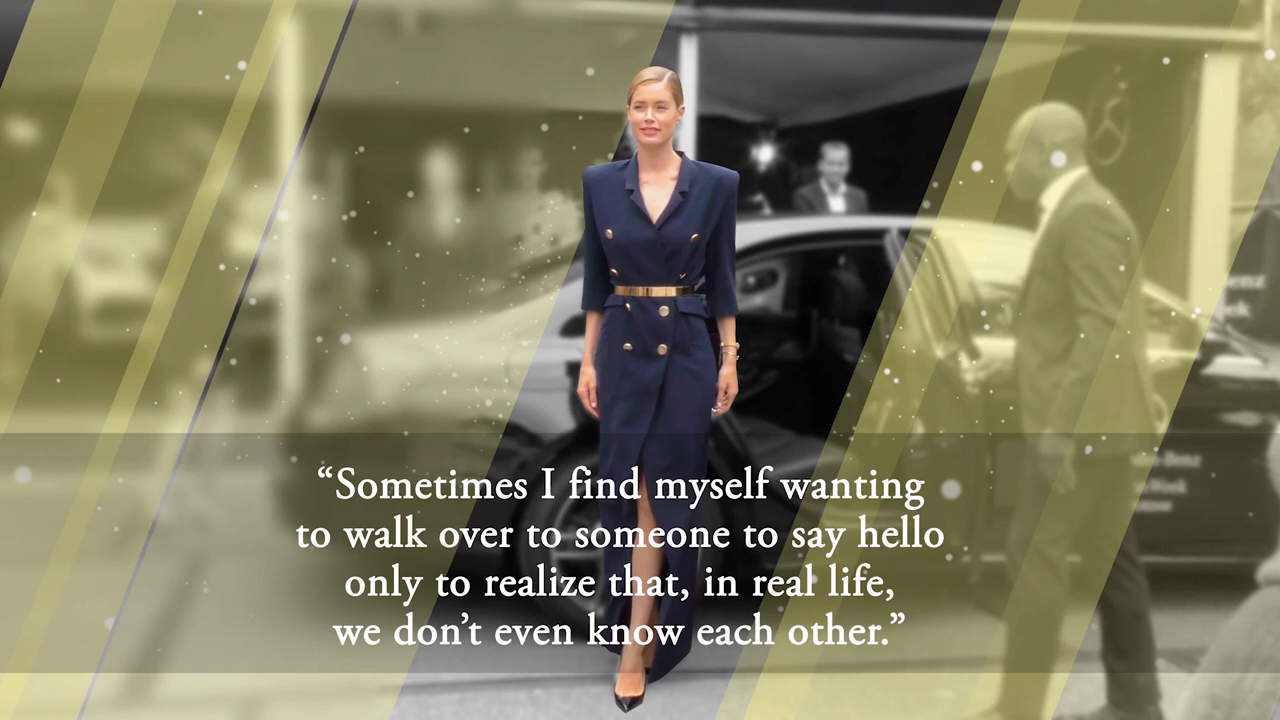 “Sometimes I find myself wanting
to walk over to someone to say hello
only to realize that, in real life,
we don’t even know each other.”